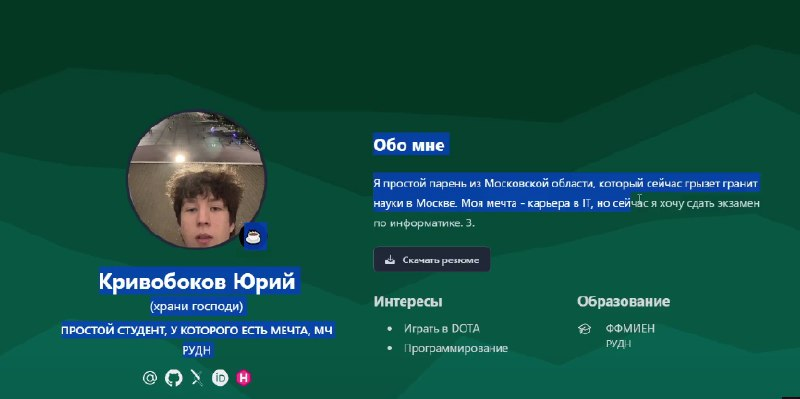 Обо мне
Я простой парень из Московской области, который сейчас грызет гранит
науки в Москве. Моя мечта - карьера в IT, но сейчас я хочу сдать экзамен
по информатике. 3.
Скачать резюме
Кривобоков Юрий
(храни господи)
ПРОСТОЙ СТУДЕНТ, У КОТОРОГО ЕСТЬ МЕЧТА, МЧ
РУДН
Интересы
Играть в DOTA
Программирование
Образование
ФФМИЕН
РУДН